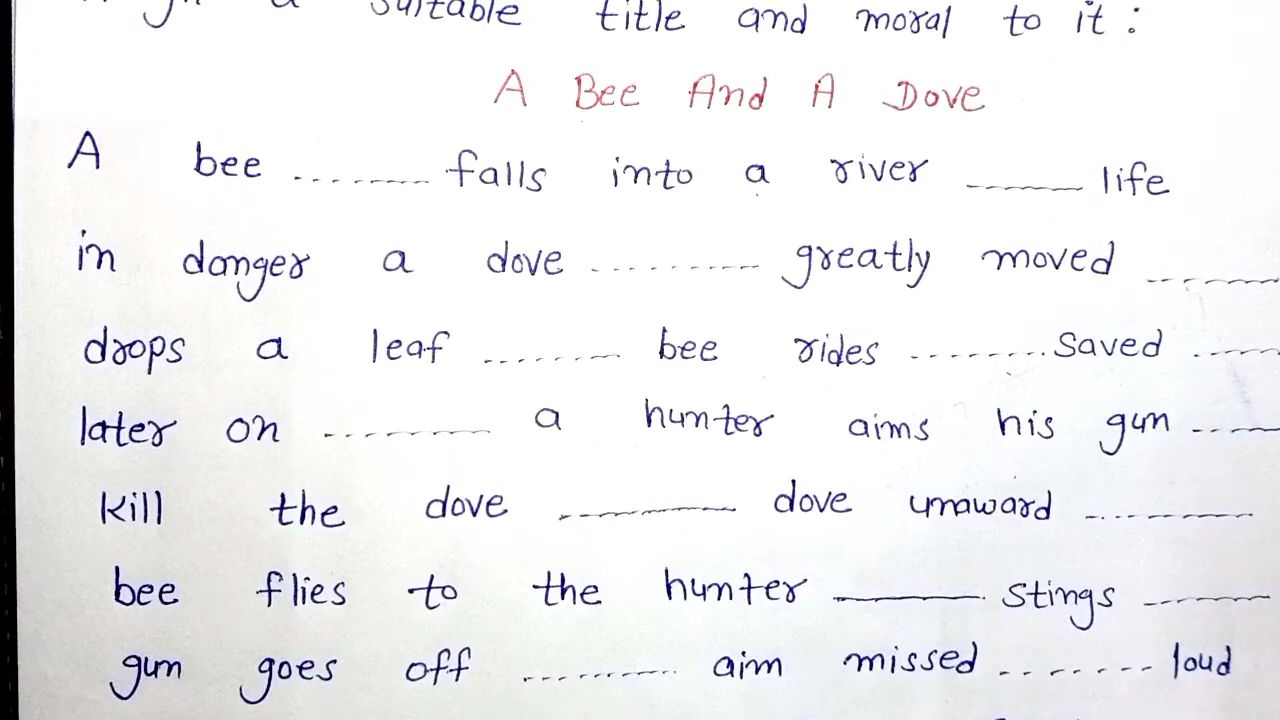 a suitable title and moral to it :
A Bee And A Dove
A bee ........ falls into a river ........ life
in danger a dove ........ greatly moved ........
drops a leaf ........ bee rides ........ saved ........
later on ........ a hunter aims his gun ........
kill the dove ........ dove unaward ........
bee flies to the hunter ________ stings ........
gun goes off ........ aim missed ........ loud